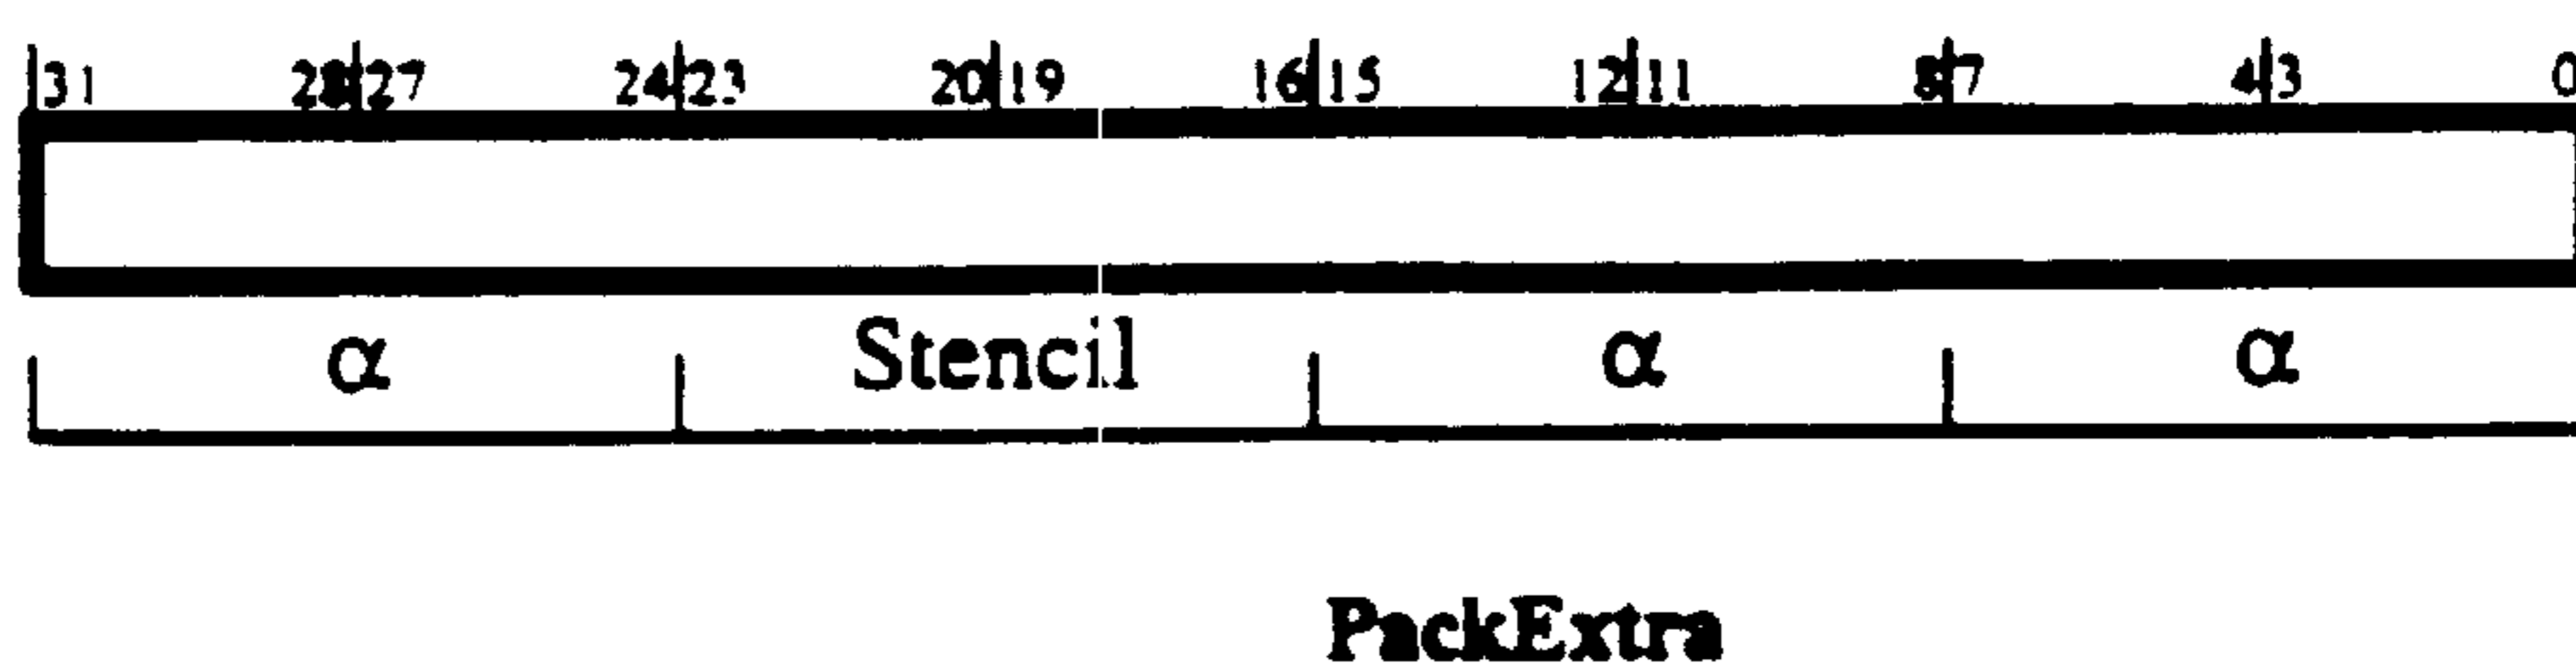 31 28 27 24 23 20 19 16 15 12 11 8 7 4 3 0
α Stencil α α
PackExtra